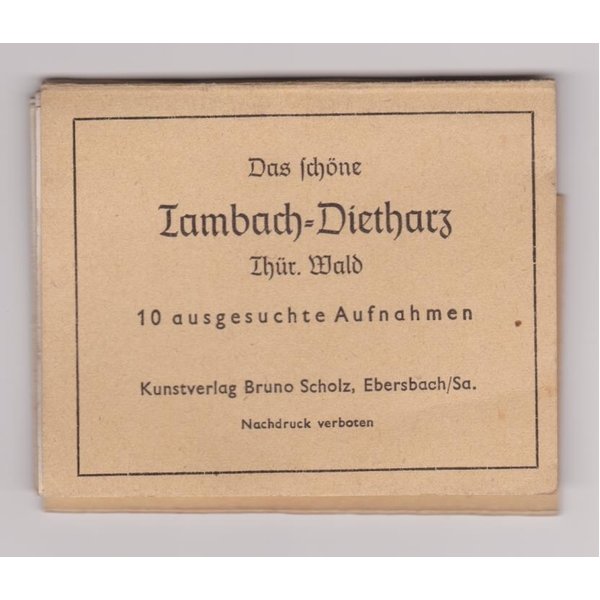 Das schöne
Tambach-Dietharz
Thür. Wald
10 ausgesuchte Aufnahmen
Kunstverlag Bruno Scholz, Ebersbach/Sa.
Nachdruck verboten